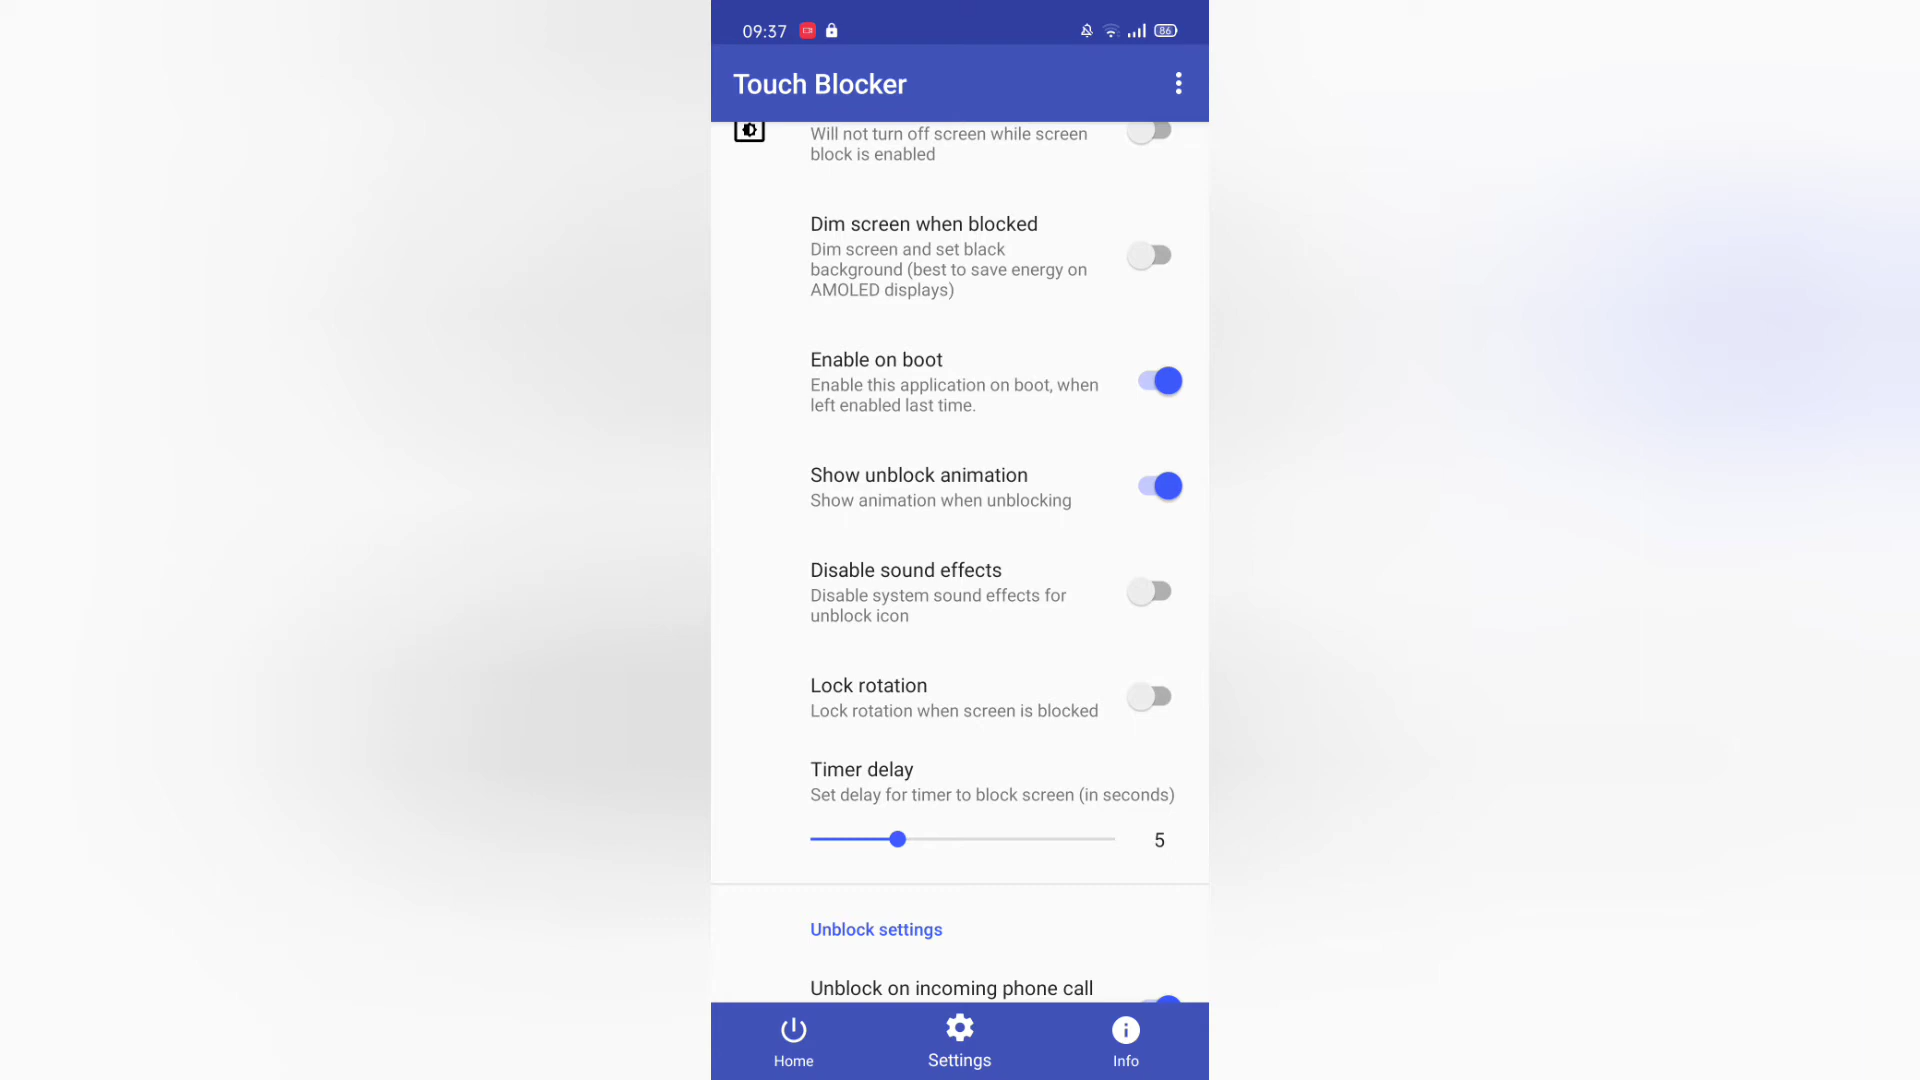 09:37
86
Touch Blocker
Will not turn off screen while screen
block is enabled
Dim screen when blocked
Dim screen and set black
background (best to save energy on
AMOLED displays)
Enable on boot
Enable this application on boot, when
left enabled last time.
Show unblock animation
Show animation when unblocking
Disable sound effects
Disable system sound effects for
unblock icon
Lock rotation
Lock rotation when screen is blocked
Timer delay
Set delay for timer to block screen (in seconds)
5
Unblock settings
Unblock on incoming phone call
Home
Settings
Info